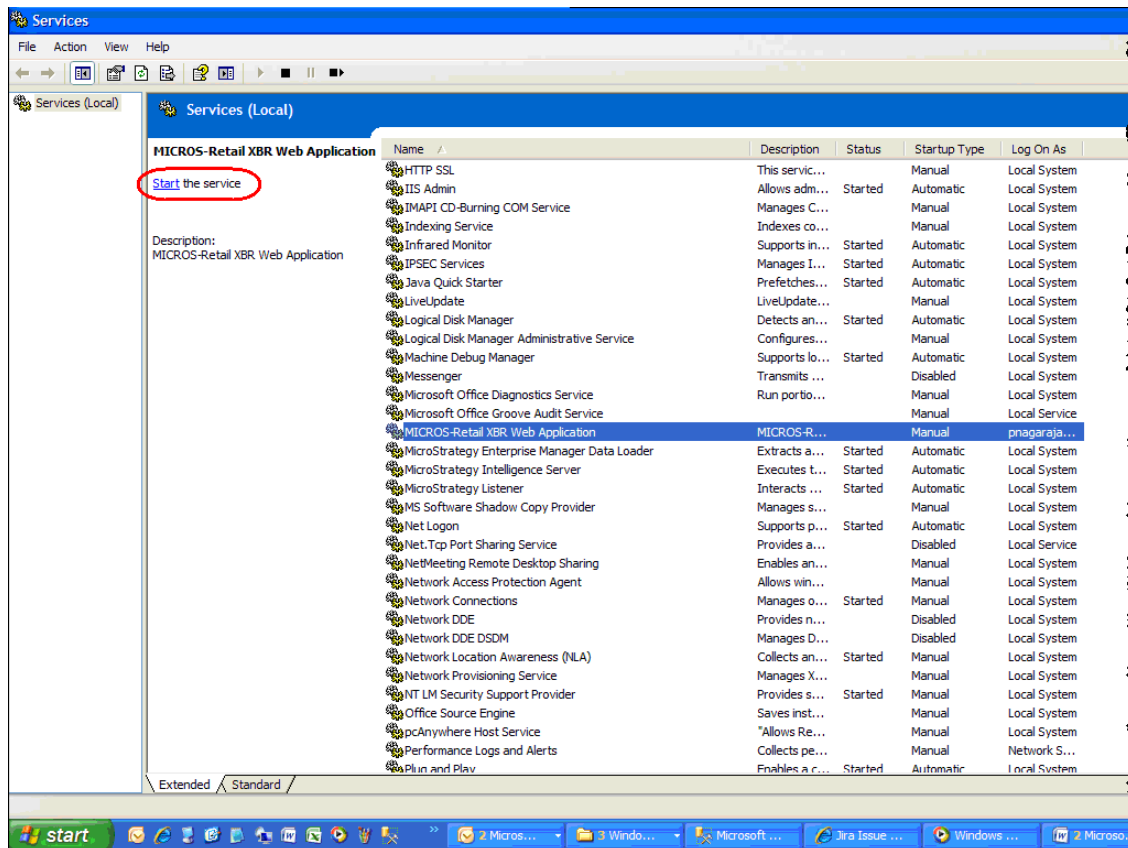 Services
File Action View Help
Services (Local)
Services (Local)
MICROS-Retail XBR Web Application
Start the service
Description:
MICROS-Retail XBR Web Application
Name Description Status Startup Type Log On As
HTTP SSL This servic... Manual Local System
IIS Admin Allows adm... Started Automatic Local System
IMAPI CD-Burning COM Service Manages C... Manual Local System
Indexing Service Indexes co... Manual Local System
Infrared Monitor Supports in... Started Automatic Local System
IPSEC Services Manages I... Started Automatic Local System
Java Quick Starter Prefetches... Started Automatic Local System
LiveUpdate LiveUpdate... Manual Local System
Logical Disk Manager Detects an... Started Automatic Local System
Logical Disk Manager Administrative Service Configures... Manual Local System
Machine Debug Manager Supports lo... Started Automatic Local System
Messenger Transmits ... Disabled Local System
Microsoft Office Diagnostics Service Run portio... Manual Local System
Microsoft Office Groove Audit Service Manual Local Service
MICROS-Retail XBR Web Application MICROS-R... Manual pnagaraja...
MicroStrategy Enterprise Manager Data Loader Extracts a... Started Automatic Local System
MicroStrategy Intelligence Server Executes t... Started Automatic Local System
MicroStrategy Listener Interacts ... Started Automatic Local System
MS Software Shadow Copy Provider Manages s... Manual Local System
Net Logon Supports p... Started Automatic Local System
Net.Tcp Port Sharing Service Provides a... Disabled Local Service
NetMeeting Remote Desktop Sharing Enables an... Manual Local System
Network Access Protection Agent Allows win... Manual Local System
Network Connections Manages o... Started Manual Local System
Network DDE Provides n... Disabled Local System
Network DDE DSDM Manages D... Disabled Local System
Network Location Awareness (NLA) Collects an... Started Manual Local System
Network Provisioning Service Manages X... Manual Local System
NT LM Security Support Provider Provides s... Started Manual Local System
Office Source Engine Saves inst... Manual Local System
pcAnywhere Host Service "Allows Re... Manual Local System
Performance Logs and Alerts Collects pe... Manual Network S...
Plug and Play Enables a c... Started Automatic Local System
Extended Standard
start 2 Micros... 3 Windo... Microsoft ... Jira Issue ... Windows ... 2 Microso...